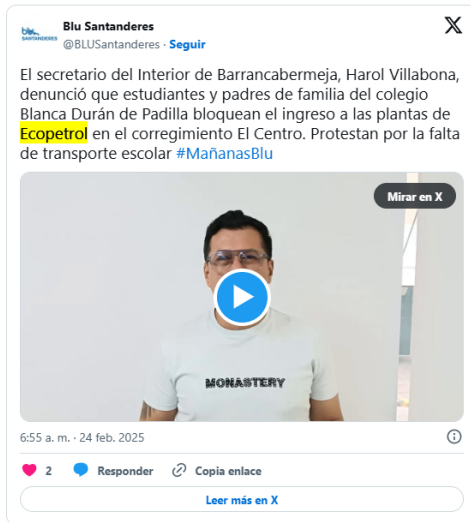 blu
SANTANDERES
Blu Santanderes
@BLUSantanderes · Seguir
El secretario del Interior de Barrancabermeja, Harol Villabona,
denunció que estudiantes y padres de familia del colegio
Blanca Durán de Padilla bloquean el ingreso a las plantas de
Ecopetrol en el corregimiento El Centro. Protestan por la falta
de transporte escolar #MañanasBlu
Mirar en X
MONASTERY
6:55 a. m. · 24 feb. 2025
2 Responder Copia enlace
Leer más en X